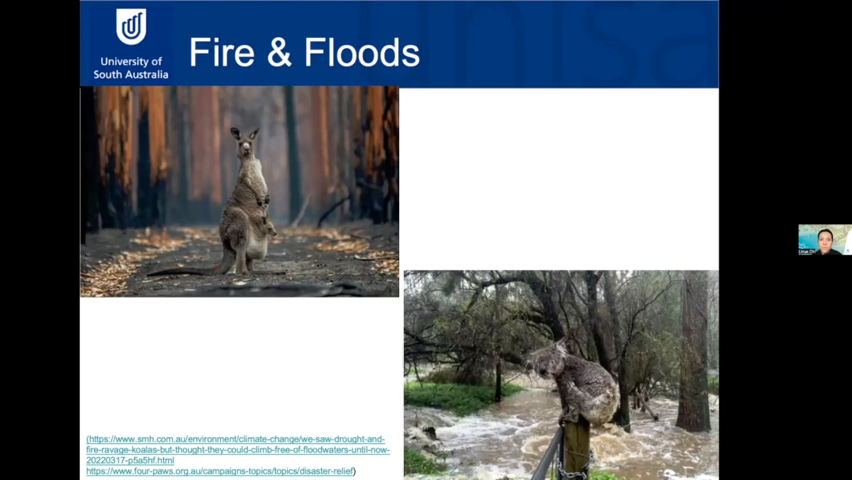 University of
South Australia
Fire & Floods
(https://www.smh.com.au/environment/climate-change/we-saw-drought-and-
fire-ravage-koalas-but-thought-they-could-climb-free-of-floodwaters-until-now-
20220317-p5a5hf.html
https://www.four-paws.org.au/campaigns-topics/topics/disaster-relief)